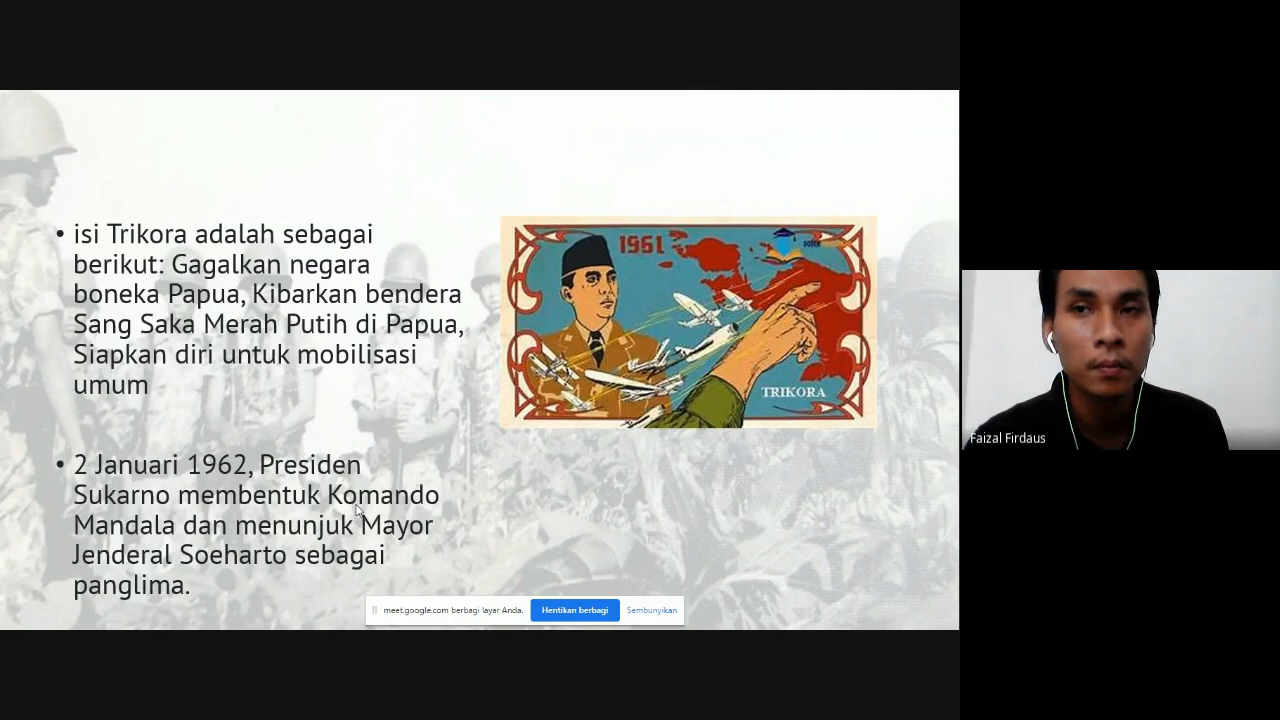 • isi Trikora adalah sebagai
berikut: Gagalkan negara
boneka Papua, Kibarkan bendera
Sang Saka Merah Putih di Papua,
Siapkan diri untuk mobilisasi
umum
• 2 Januari 1962, Presiden
Sukarno membentuk Komando
Mandala dan menunjuk Mayor
Jenderal Soeharto sebagai
panglima.
1961
TRIKORA
meet.google.com berbagi layar Anda.
Hentikan berbagi
Sembunyikan
Faizal Firdaus